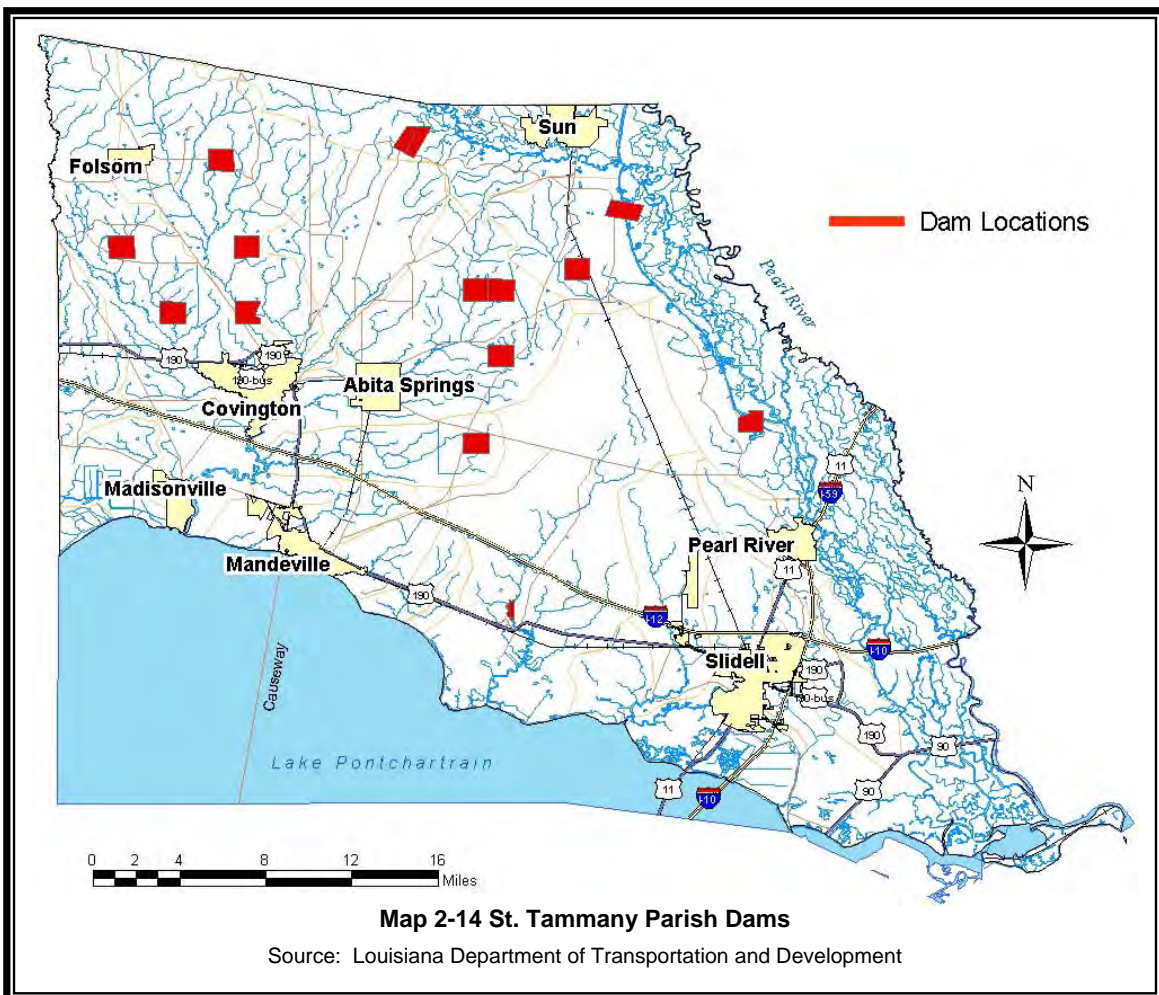 Sun
Folsom
Dam Locations
Pearl River
190
190
190-bus
Abita Springs
Covington
11
I-59
N
Madisonville
Pearl River
Mandeville
11
190
I-12
I-10
Slidell
190
190-bus
Causeway
190
90
Lake Pontchartrain
11
I-10
90
0 2 4 8 12 16
Miles
Map 2-14 St. Tammany Parish Dams
Source: Louisiana Department of Transportation and Development